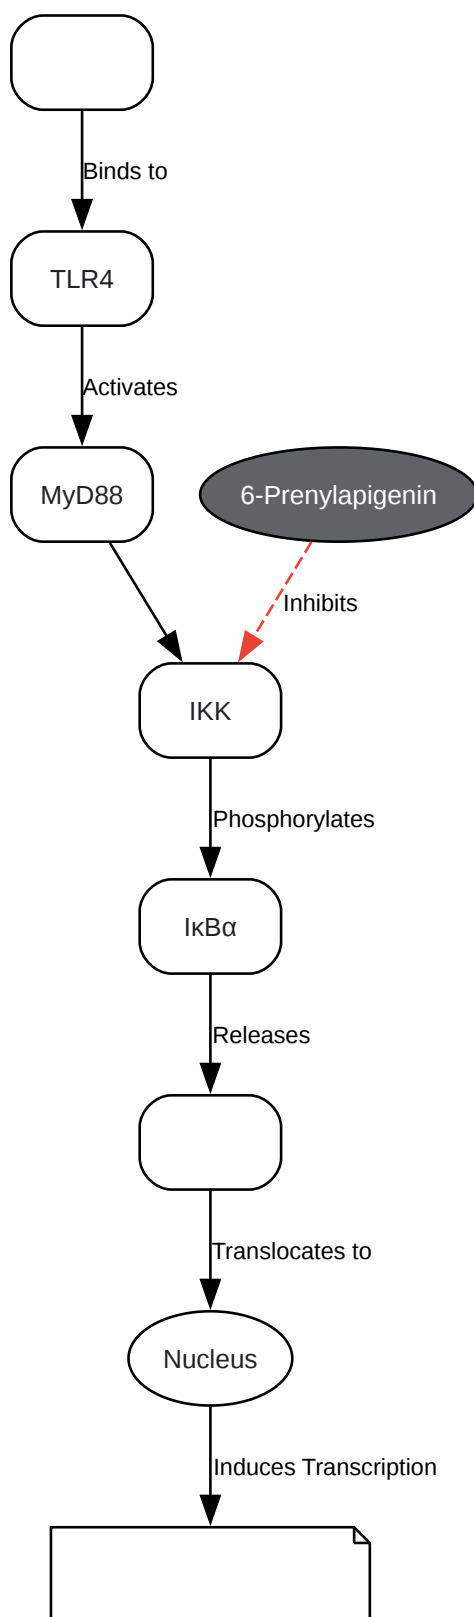 Binds to
TLR4
Activates
MyD88
6-Prenylapigenin
Inhibits
IKK
Phosphorylates
IκBα
Releases
Translocates to
Nucleus
Induces Transcription